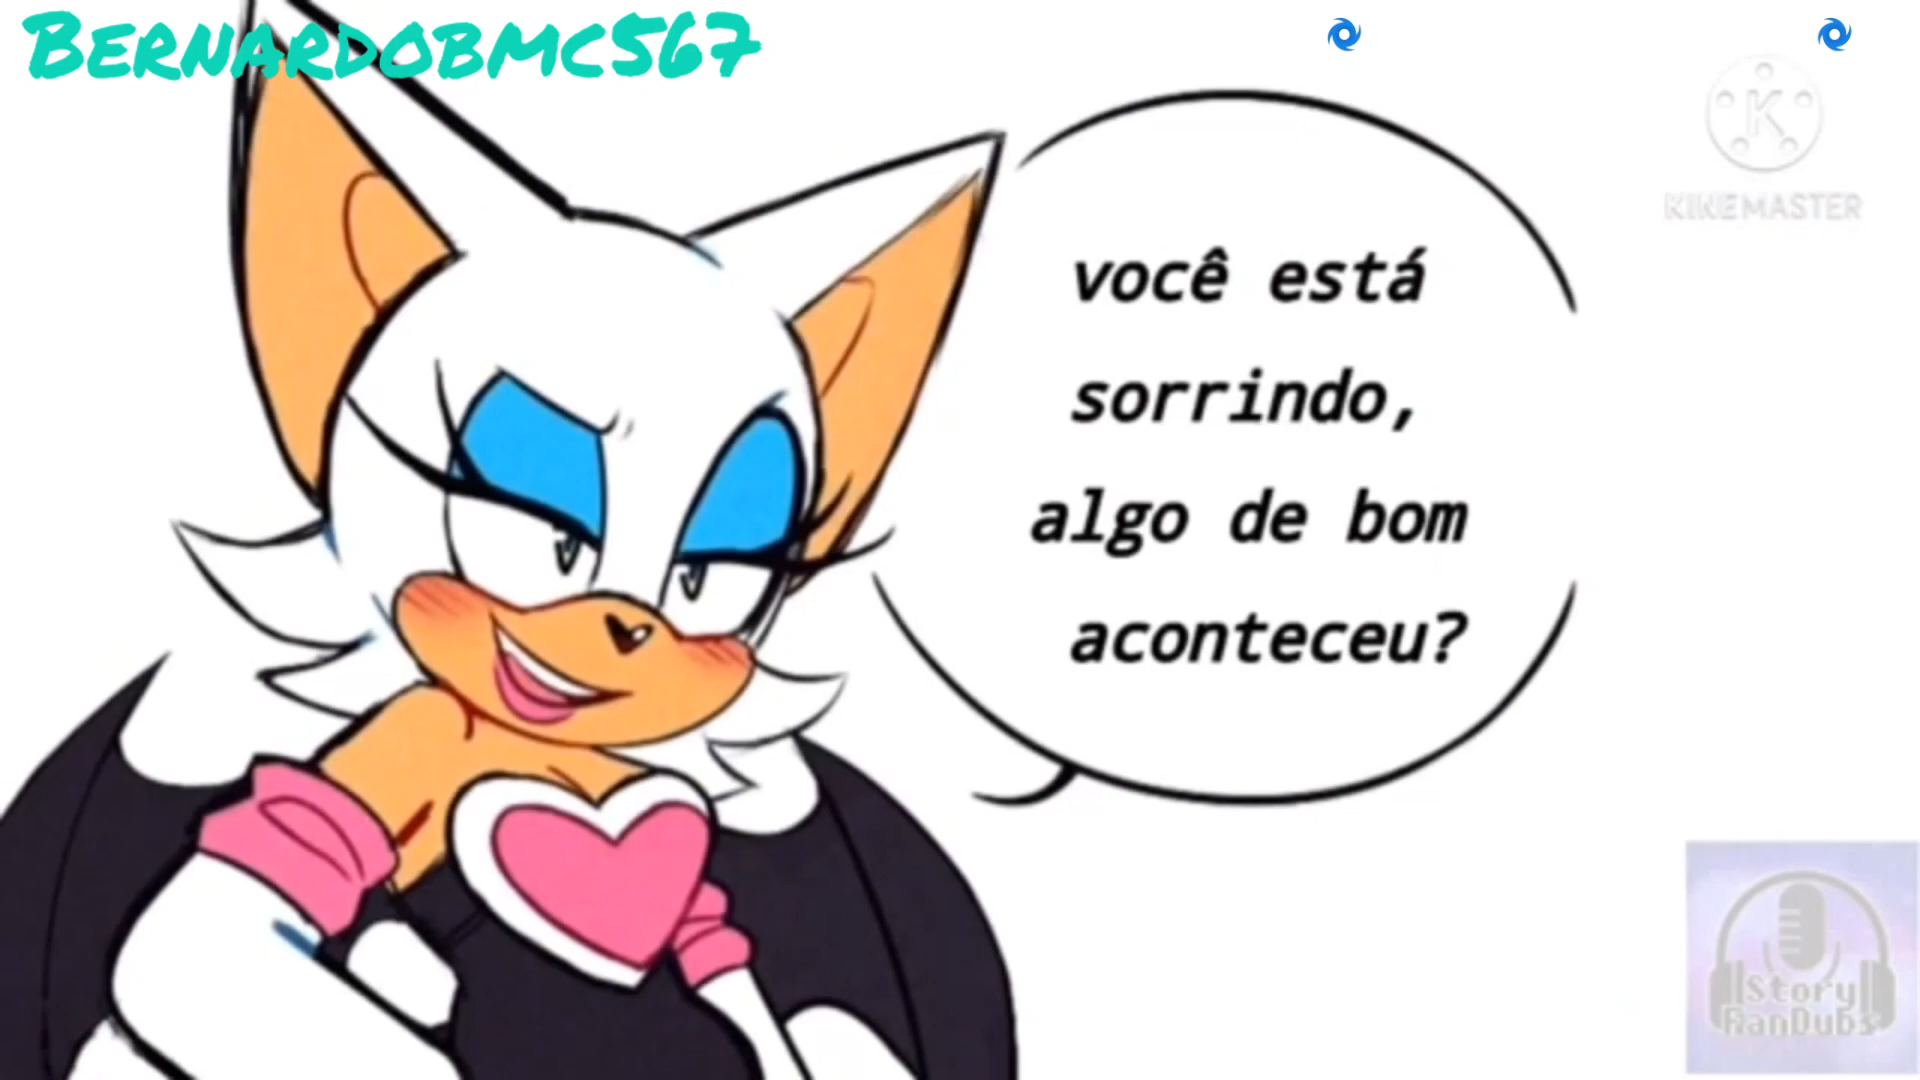 BERNARDOBMC567
K
KINEMASTER
você está
sorrindo,
algo de bom
aconteceu?
Story
FanDubs